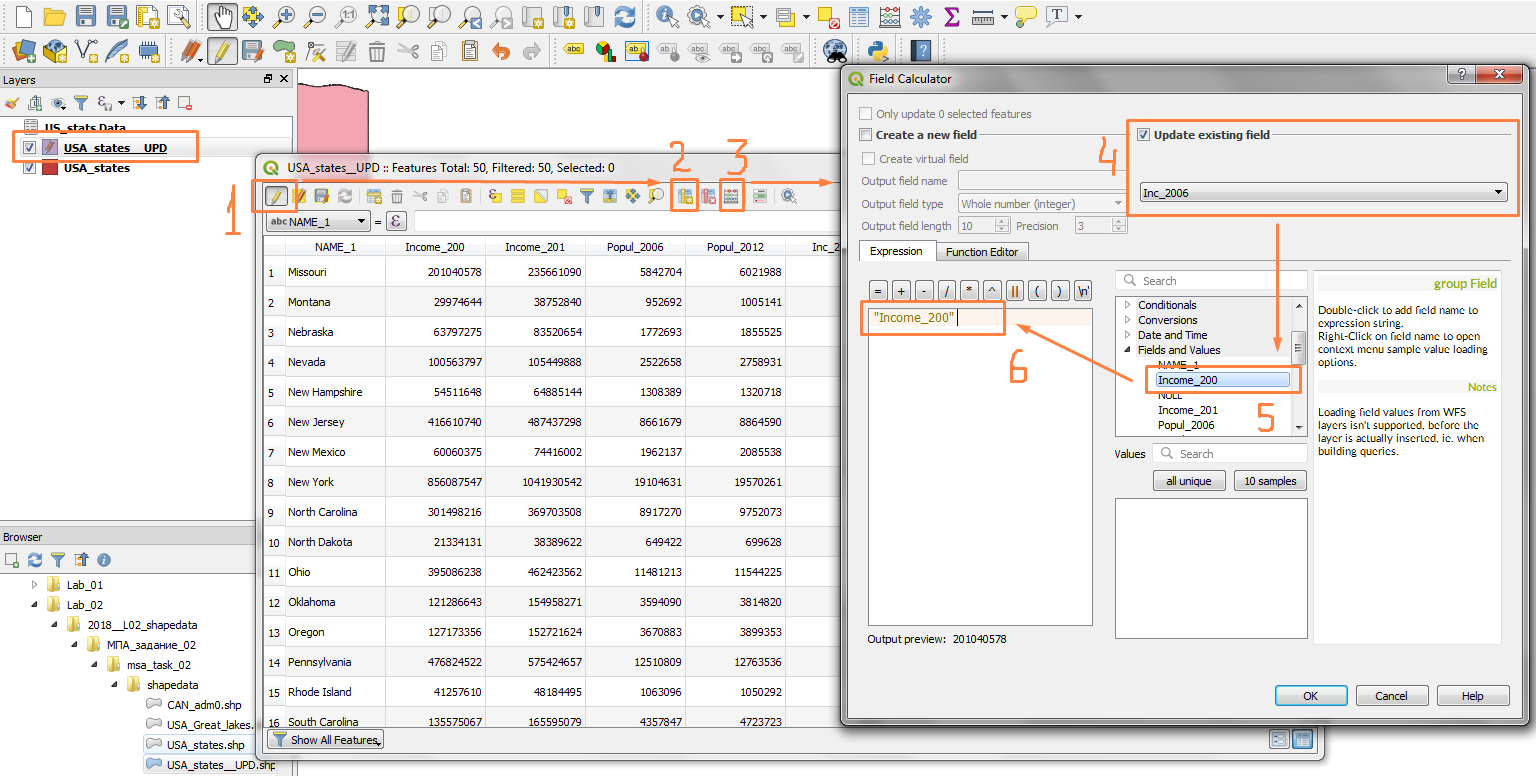 Layers
US_stats Data
USA_states__UPD
USA_states
Browser
Lab_01
Lab_02
2018__L02_shapedata
МПА_задание_02
msa_task_02
shapedata
CAN_adm0.shp
USA_Great_lakes.
USA_states.shp
USA_states__UPD.shp
1
2
3
USA_states__UPD :: Features Total: 50, Filtered: 50, Selected: 0
abc NAME_1 = ε
NAME_1 Income_200 Income_201 Popul_2006 Popul_2012 Inc_2
1 Missouri 201040578 235661090 5842704 6021988
2 Montana 29974644 38752840 952692 1005141
3 Nebraska 63797275 83520654 1772693 1855525
4 Nevada 100563797 105449888 2522658 2758931
5 New Hampshire 54511648 64885144 1308389 1320718
6 New Jersey 416610740 487437298 8661679 8864590
7 New Mexico 60060375 74416002 1962137 2085538
8 New York 856087547 1041930542 19104631 19570261
9 North Carolina 301498216 369703508 8917270 9752073
10 North Dakota 21334131 38389622 649422 699628
11 Ohio 395086238 462423562 11481213 11544225
12 Oklahoma 121286643 154958271 3594090 3814820
13 Oregon 127173356 152721624 3670883 3899353
14 Pennsylvania 476824522 575424657 12510809 12763536
15 Rhode Island 41257610 48184495 1063096 1050292
16 South Carolina 135575067 165595079 4357847 4723723
Show All Features
Field Calculator
Only update 0 selected features
Create a new field
Create virtual field
Output field name
Output field type Whole number (integer)
Output field length 10 Precision 3
4
Update existing field
Inc_2006
Expression Function Editor
= + - / * ^ || ( ) '\n'
"Income_200"
6
Output preview: 201040578
Search
Conditionals
Conversions
Date and Time
Fields and Values
NAME_1
Income_200
NULL
Income_201
Popul_2006
5
Values Search
all unique 10 samples
group Field
Double-click to add field name to
expression string.
Right-Click on field name to open
context menu sample value loading
options.
Notes
Loading field values from WFS
layers isn't supported, before the
layer is actually inserted, ie. when
building queries.
OK Cancel Help